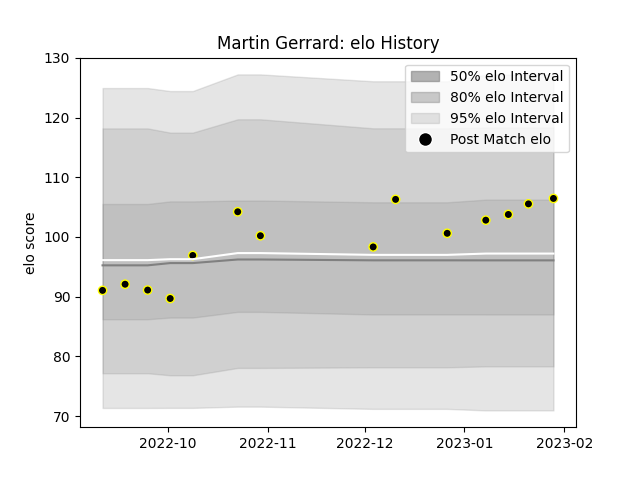 Martin Gerrard: elo History
130
120
110
100
90
80
70
elo score
50% elo Interval
80% elo Interval
95% elo Interval
Post Match elo
2022-10
2022-11
2022-12
2023-01
2023-02